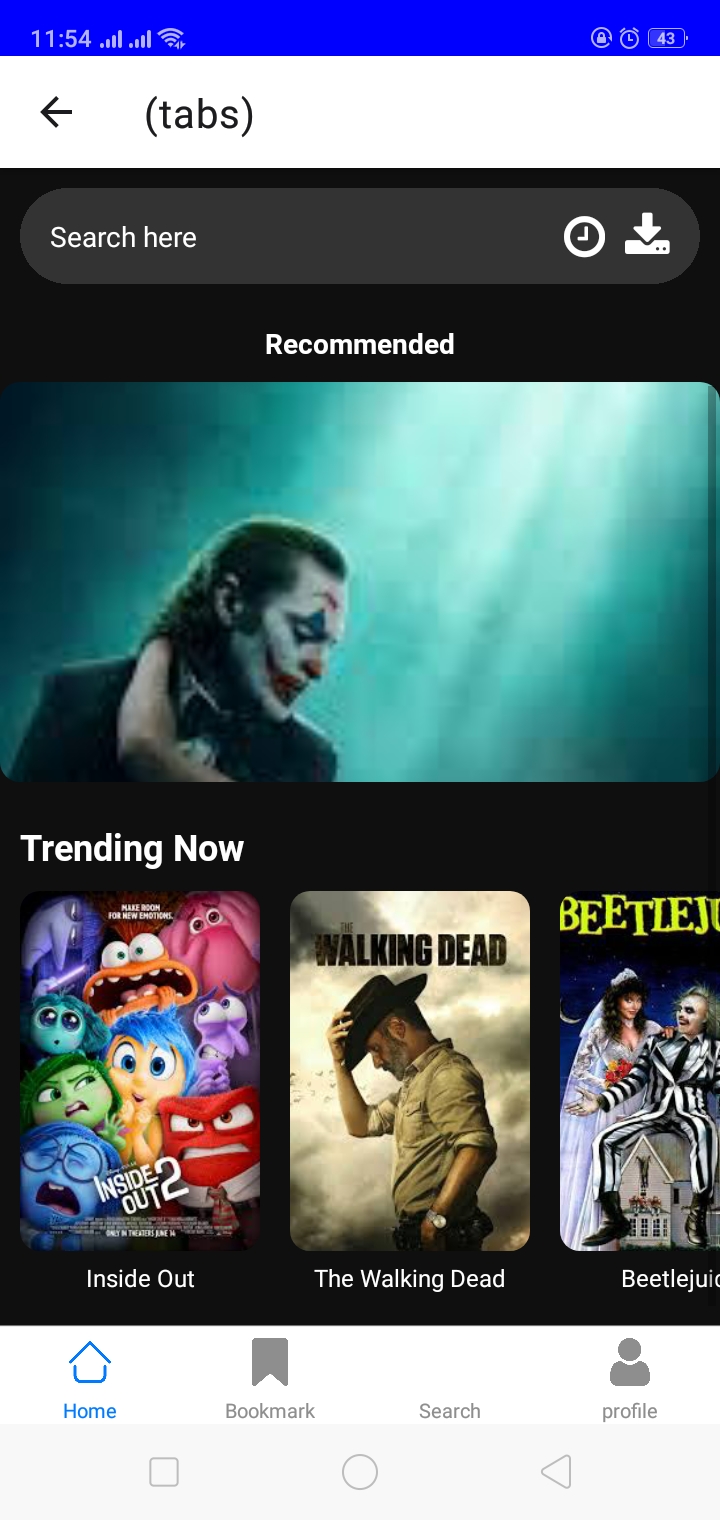 11:54
43
(tabs)
Search here
Recommended
Trending Now
MAKE ROOM
FOR NEW EMOTIONS.
INSIDE
OUT 2
ONLY IN THEATERS JUNE 14
THE
WALKING DEAD
BEETLEJU
Inside Out
The Walking Dead
Beetlejuic
Home
Bookmark
Search
profile